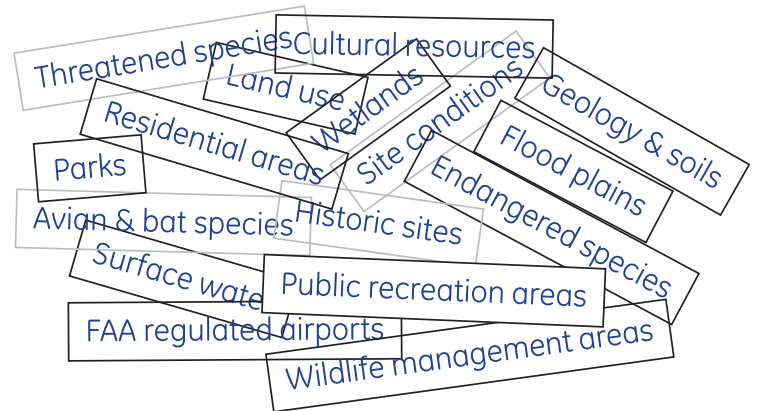 Threatened species
Cultural resources
Land use
Wetlands
Site conditions
Geology & soils
Residential areas
Flood plains
Parks
Endangered species
Avian & bat species
Historic sites
Surface wate
Public recreation areas
FAA regulated airports
Wildlife management areas